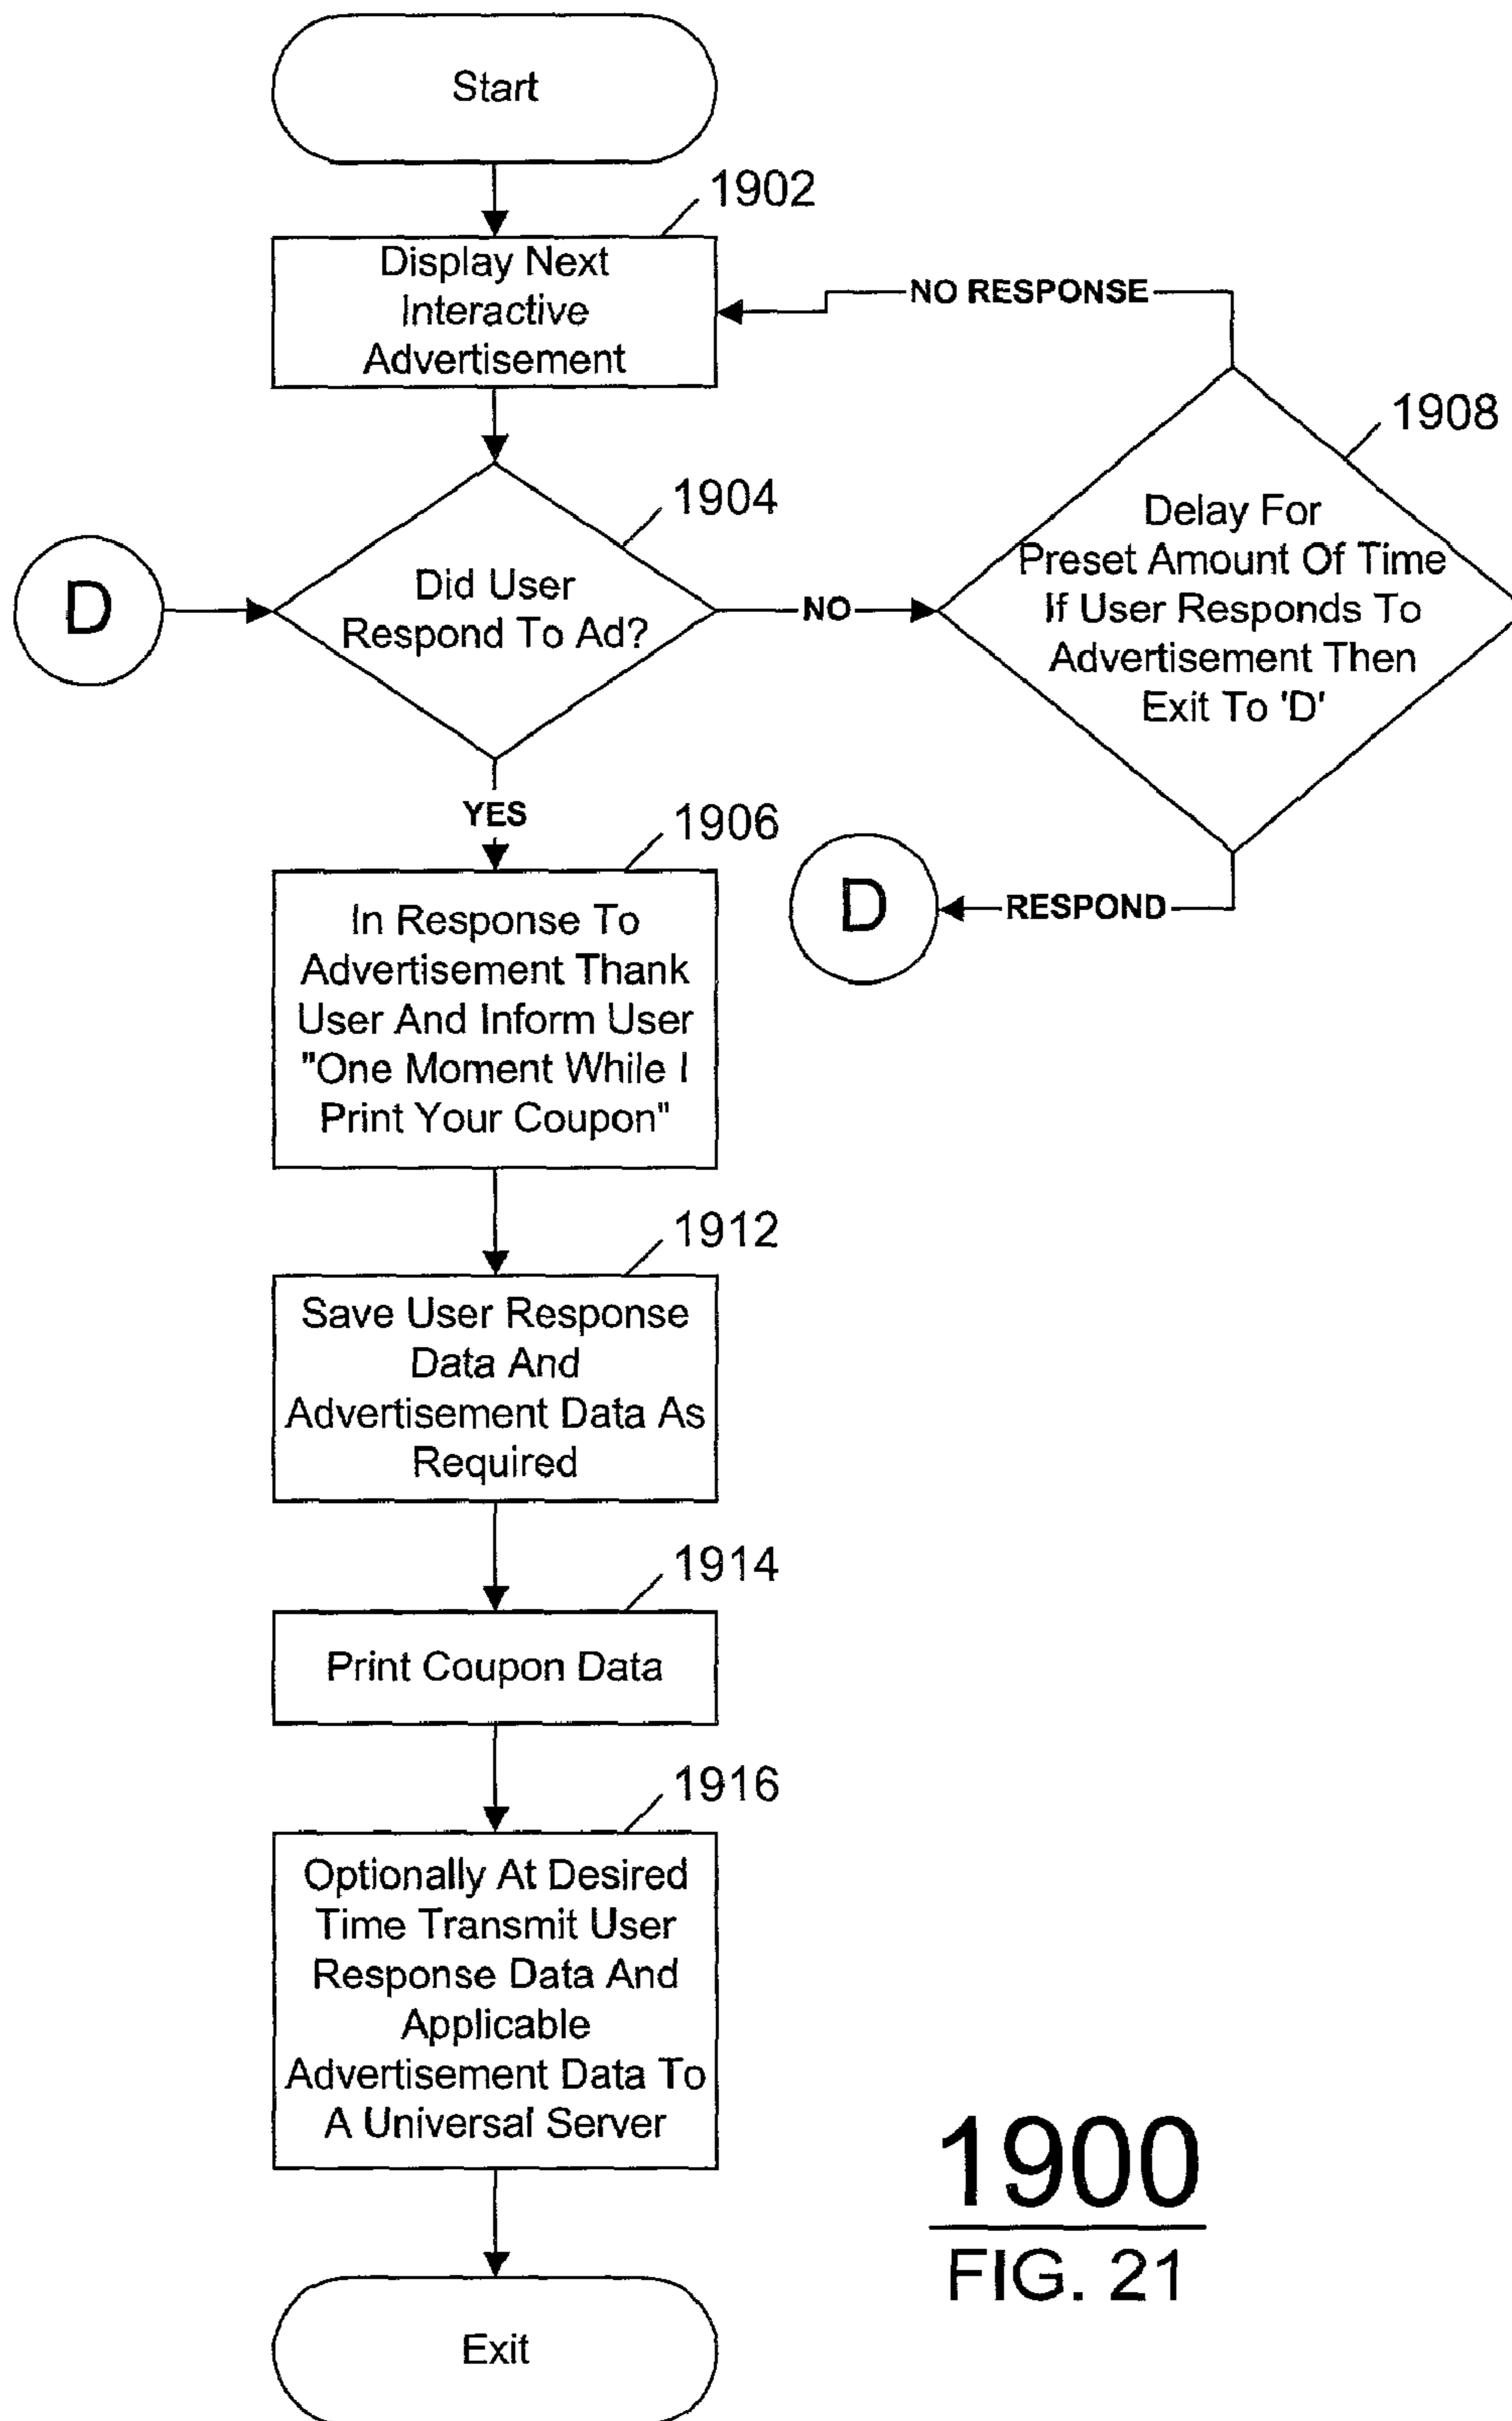 Start
1902
Display Next
Interactive
Advertisement
NO RESPONSE
1908
1904
D
Did User
Respond To Ad?
NO
Delay For
Preset Amount Of Time
If User Responds To
Advertisement Then
Exit To 'D'
YES
1906
D
RESPOND
In Response To
Advertisement Thank
User And Inform User
"One Moment While I
Print Your Coupon"
1912
Save User Response
Data And
Advertisement Data As
Required
1914
Print Coupon Data
1916
Optionally At Desired
Time Transmit User
Response Data And
Applicable
Advertisement Data To
A Universal Server
Exit
1900
FIG. 21